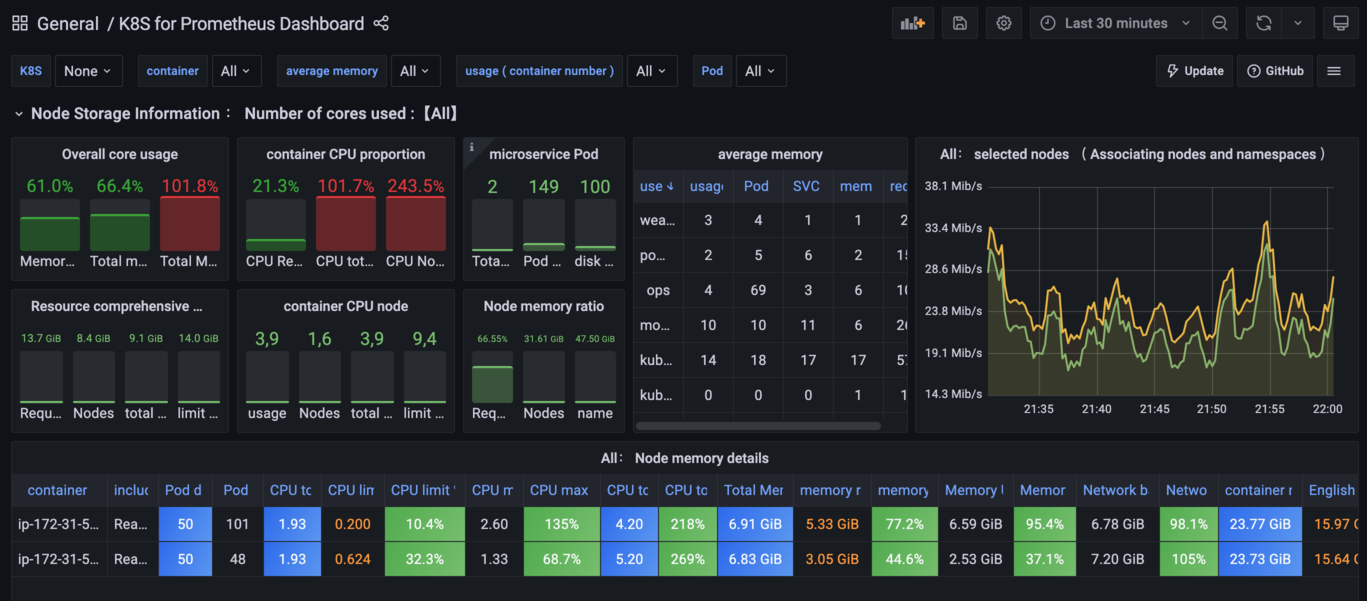 General / K8S for Prometheus Dashboard
Last 30 minutes
K8S None container All average memory All usage ( container number ) All Pod All Update GitHub
Node Storage Information : Number of cores used :【All】
Overall core usage
61.0% 66.4% 101.8%
Memor... Total m... Total M...
container CPU proportion
21.3% 101.7% 243.5%
CPU Re... CPU tot... CPU No...
microservice Pod
2 149 100
Tota... Pod ... disk ...
Resource comprehensive ...
13.7 GiB 8.4 GiB 9.1 GiB 14.0 GiB
Requ... Nodes total ... limit ...
container CPU node
3,9 1,6 3,9 9,4
usage Nodes total ... limit ...
Node memory ratio
66.55% 31.61 GiB 47.50 GiB
Req... Nodes name
average memory
use ↓ usag Pod SVC mem rec
wea... 3 4 1 1 2
po... 2 5 6 2
ops 4 69 3 6
mo... 10 10 11 6
kub... 14 18 17 17
kub... 0 0 0 1
All: selected nodes ( Associating nodes and namespaces )
38.1 Mib/s
33.4 Mib/s
28.6 Mib/s
23.8 Mib/s
19.1 Mib/s
14.3 Mib/s
21:35 21:40 21:45 21:50 21:55 22:00
All: Node memory details
container incluc Pod d Pod CPU tc CPU lim CPU limit CPU m CPU max CPU tc CPU to Total Mer memory r memory Memory Memor Network b Netwo container r English
ip-172-31-5... Rea... 50 101 1.93 0.200 10.4% 2.60 135% 4.20 218% 6.91 GiB 5.33 GiB 77.2% 6.59 GiB 95.4% 6.78 GiB 98.1% 23.77 GiB 15.97
ip-172-31-5... Rea... 50 48 1.93 0.624 32.3% 1.33 68.7% 5.20 269% 6.83 GiB 3.05 GiB 44.6% 2.53 GiB 37.1% 7.20 GiB 105% 23.73 GiB 15.64